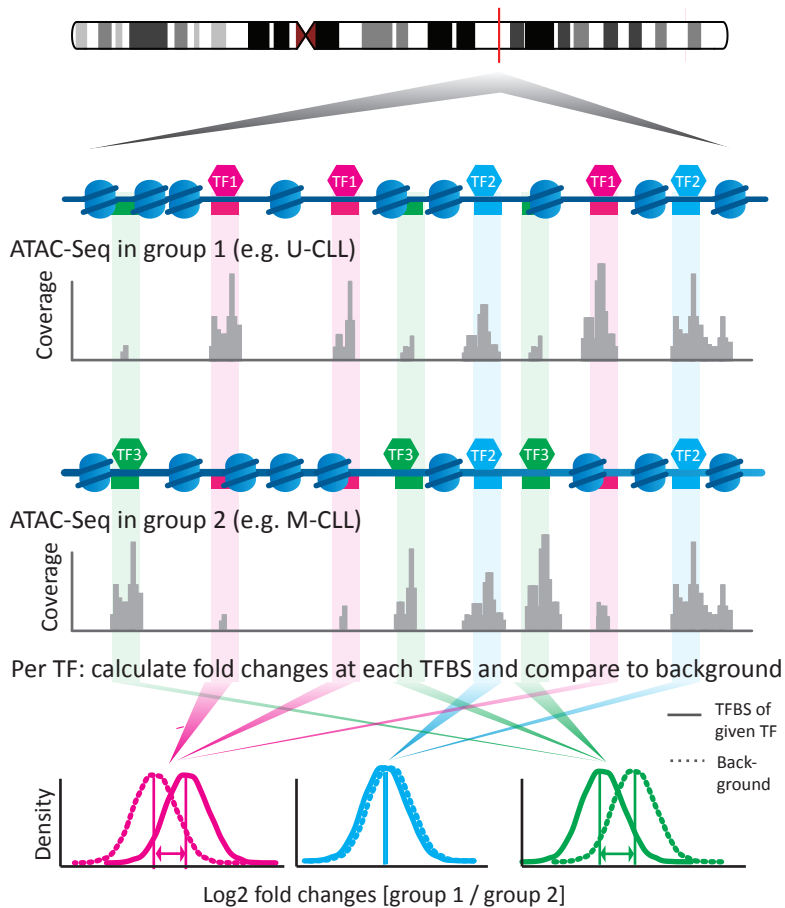 TF1 TF1 TF2 TF1 TF2
ATAC-Seq in group 1 (e.g. U-CLL)
Coverage
TF3 TF3 TF2 TF3 TF2
ATAC-Seq in group 2 (e.g. M-CLL)
Coverage
Per TF: calculate fold changes at each TFBS and compare to background
TFBS of
given TF
Back-
ground
Density
Log2 fold changes [group 1 / group 2]